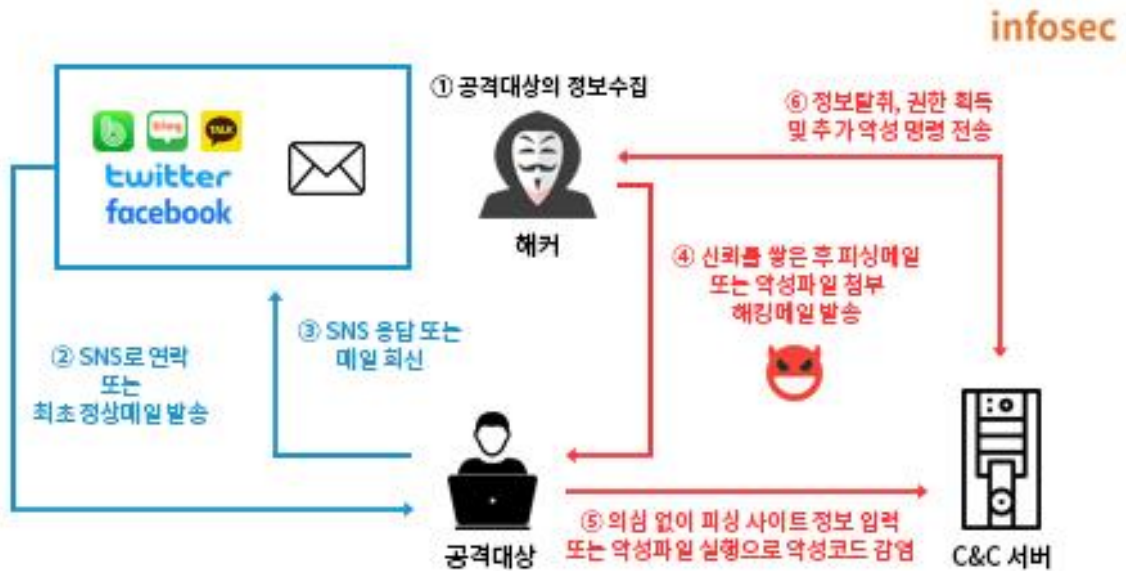 infosec
① 공격대상의 정보수집
⑥ 정보탈취, 권한 획득
및 추가 악성 명령 전송
blog
TALK
twitter
facebook
해커
④ 신뢰를 쌓은 후 피싱메일
또는 악성파일 첨부
해킹메일 발송
③ SNS 응답 또는
메일 회신
② SNS로 연락
또는
최초 정상메일 발송
⑤ 의심 없이 피싱 사이트 정보 입력
또는 악성파일 실행으로 악성코드 감염
공격대상
C&C 서버